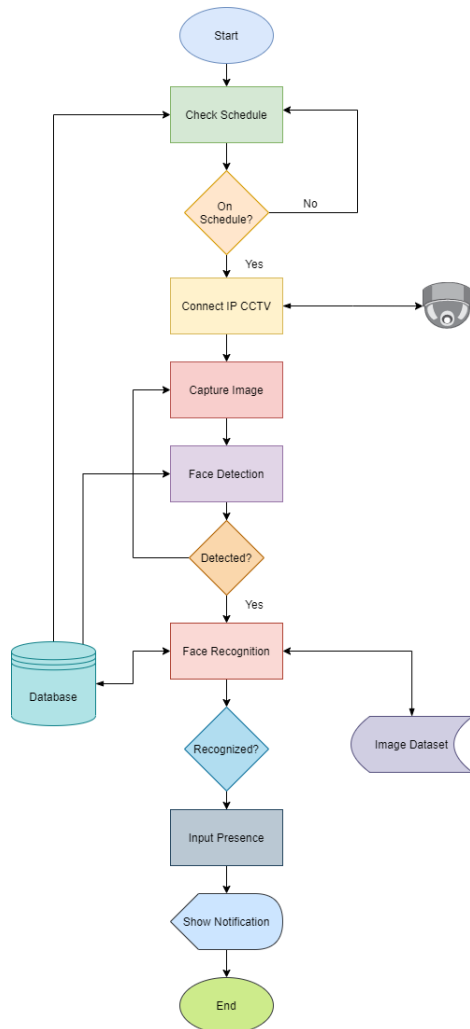 Start
Check Schedule
On
Schedule?
No
Yes
Connect IP CCTV
Capture Image
Face Detection
Detected?
Yes
Face Recognition
Database
Image Dataset
Recognized?
Input Presence
Show Notification
End